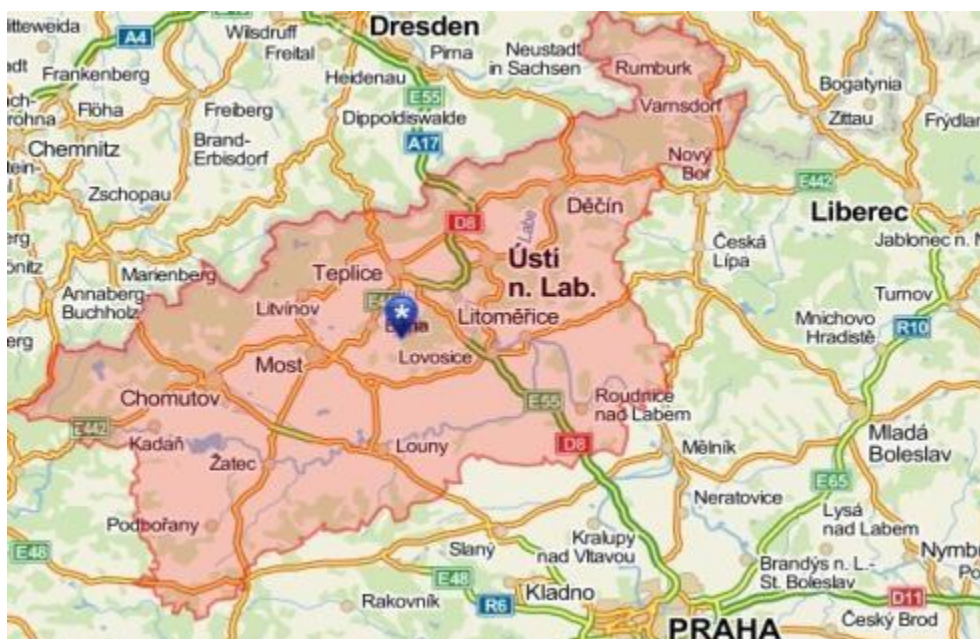 Dresden
ittweida
A4
Wilsdruff
Freital
Pirna
Neustadt
in Sachsen
Rumburk
Frankenberg
Heidenau
Bogatynia
E55
Varnsdorf
Flöha
Freiberg
Dippoldiswalde
Zittau
Frýdlan
Chemnitz
Brand-
Erbisdorf
A17
Nový
Bor
E442
Zschopau
Děčín
Liberec
D8
Labe
Jablonec n. N
Marienberg
Teplice
Ústí
n. Lab.
Česká
Lípa
Annaberg-
Buchholz
Litvínov
Turnov
*
Litoměřice
Mnichovo
Hradiště
R10
Most
Lovosice
Chomutov
E55
Roudnice
nad Labem
E442
Kadaň
Louny
D8
Mělník
Mladá
Boleslav
Žatec
E65
Neratovice
Podbořany
Lysá
nad Labem
E48
Slaný
Kralupy
nad Vltavou
Nymb
Brandýs n. L.-
St. Boleslav
E48
Kladno
Rakovník
R6
D11
PRAHA
Český Brod